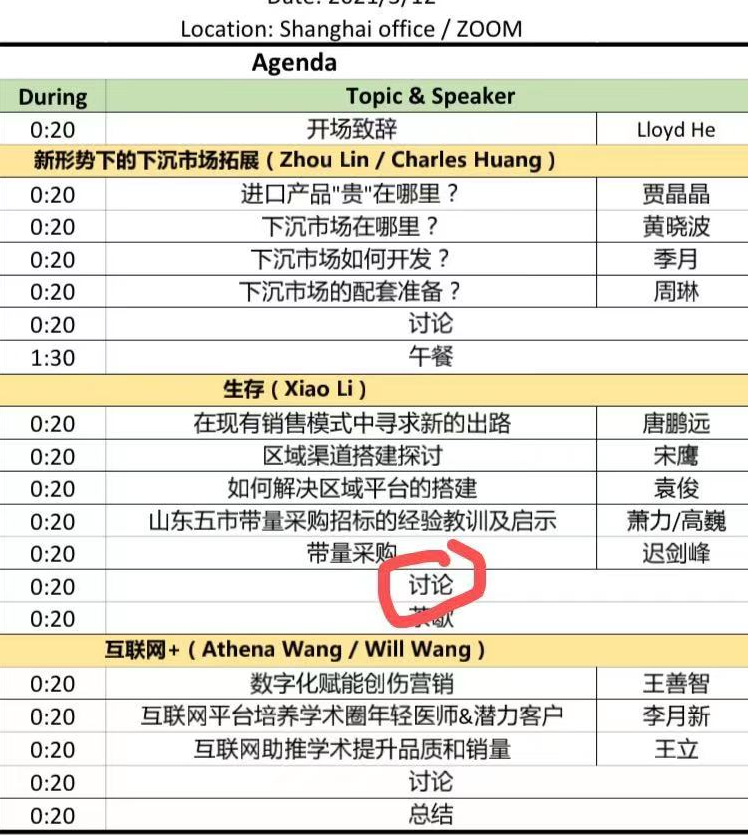 Date: 2021/3/12
Location: Shanghai office / ZOOM
Agenda
During Topic & Speaker
0:20 开场致辞 Lloyd He
新形势下的下沉市场拓展（Zhou Lin / Charles Huang）
0:20 进口产品"贵"在哪里？ 贾晶晶
0:20 下沉市场在哪里？ 黄晓波
0:20 下沉市场如何开发？ 季月
0:20 下沉市场的配套准备？ 周琳
0:20 讨论
1:30 午餐
生存（Xiao Li）
0:20 在现有销售模式中寻求新的出路 唐鹏远
0:20 区域渠道搭建探讨 宋鹰
0:20 如何解决区域平台的搭建 袁俊
0:20 山东五市带量采购招标的经验教训及启示 萧力/高巍
0:20 带量采购 迟剑峰
0:20 讨论
0:20 茶歇
互联网+（Athena Wang / Will Wang）
0:20 数字化赋能创伤营销 王善智
0:20 互联网平台培养学术圈年轻医师&潜力客户 李月新
0:20 互联网助推学术提升品质和销量 王立
0:20 讨论
0:20 总结